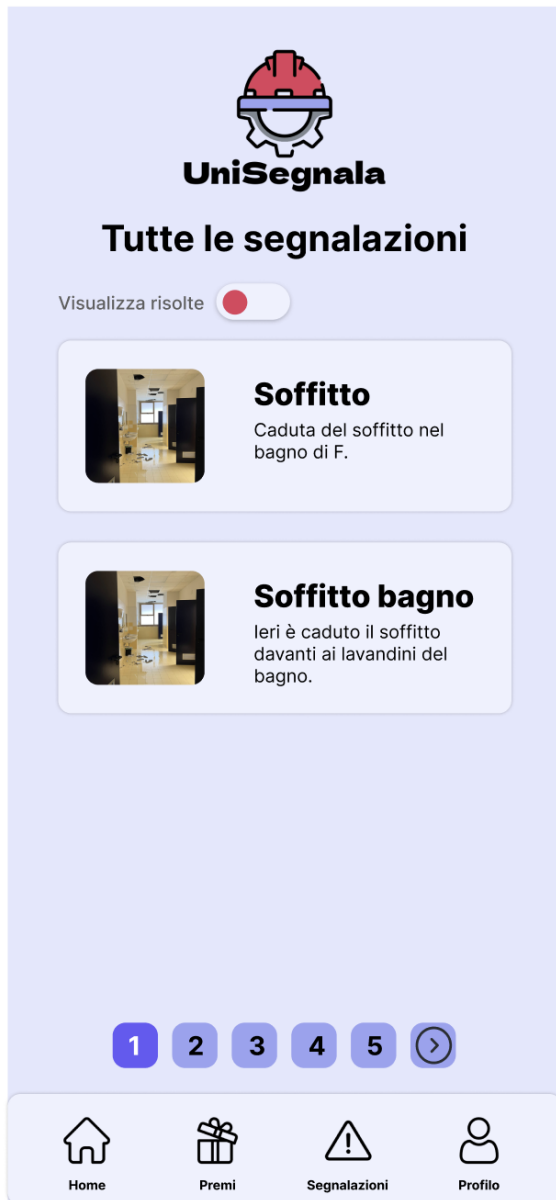 UniSegnala
Tutte le segnalazioni
Visualizza risolte
Soffitto
Caduta del soffitto nel
bagno di F.
Soffitto bagno
Ieri è caduto il soffitto
davanti ai lavandini del
bagno.
1 2 3 4 5
Home Premi Segnalazioni Profilo